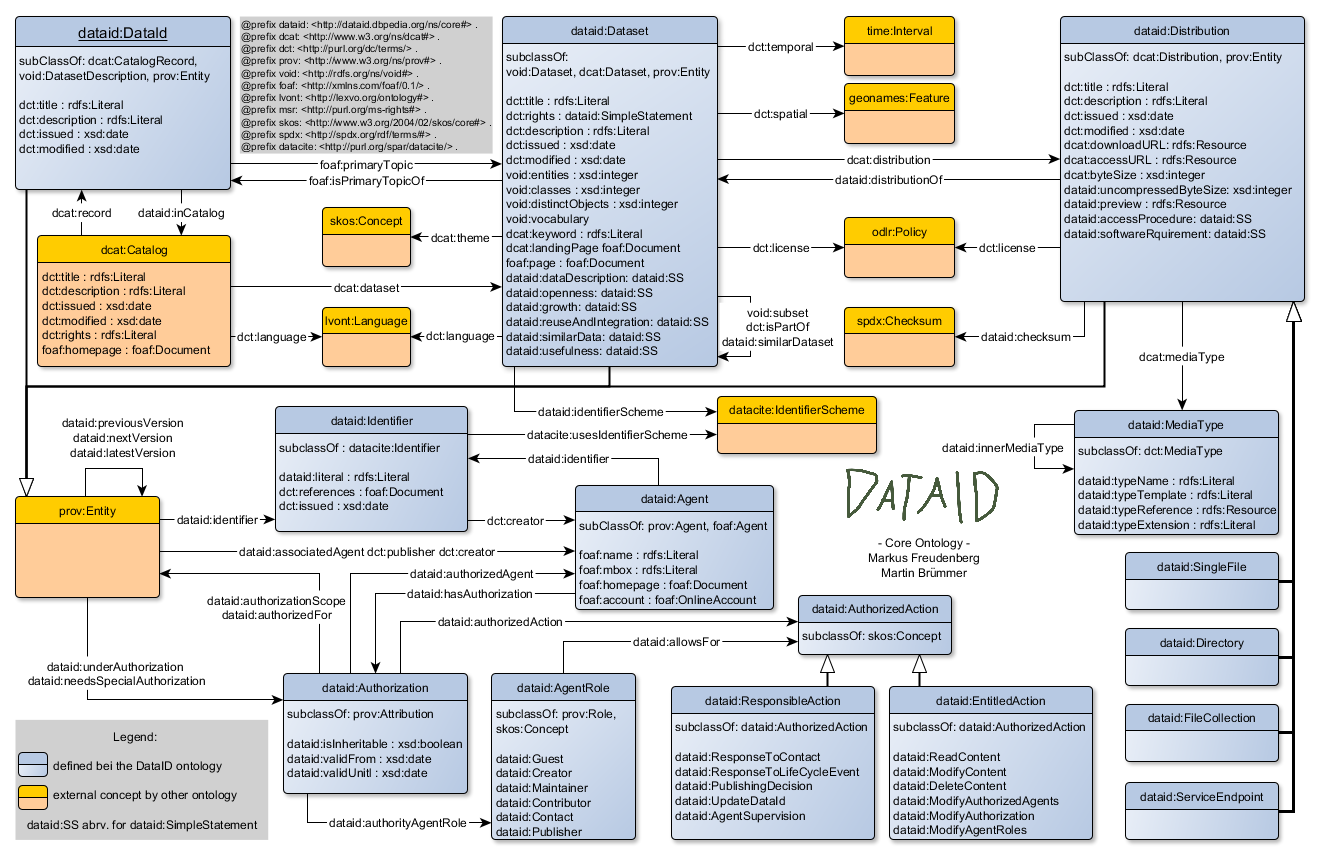 dataid:DataId
subClassOf: dcat:CatalogRecord,
void:DatasetDescription, prov:Entity
dct:title : rdfs:Literal
dct:description : rdfs:Literal
dct:issued : xsd:date
dct:modified : xsd:date
@prefix dataid: <http://dataid.dbpedia.org/ns/core#> .
@prefix dcat: <http://www.w3.org/ns/dcat#> .
@prefix dct: <http://purl.org/dc/terms/> .
@prefix prov: <http://www.w3.org/ns/prov#> .
@prefix void: <http://rdfs.org/ns/void#> .
@prefix foaf: <http://xmlns.com/foaf/0.1/> .
@prefix lvont: <http://lexvo.org/ontology#> .
@prefix msr: <http://purl.org/ms-rights#> .
@prefix skos: <http://www.w3.org/2004/02/skos/core#> .
@prefix spdx: <http://spdx.org/rdf/terms/#> .
@prefix datacite: <http://purl.org/spar/datacite/> .
foaf:primaryTopic
foaf:isPrimaryTopicOf
dcat:record
dataid:inCatalog
dcat:Catalog
dct:title : rdfs:Literal
dct:description : rdfs:Literal
dct:issued : xsd:date
dct:modified : xsd:date
dct:rights : rdfs:Literal
foaf:homepage : foaf:Document
skos:Concept
dcat:theme
dcat:dataset
dct:language
lvont:Language
dct:language
dataid:Dataset
subclassOf:
void:Dataset, dcat:Dataset, prov:Entity
dct:title : rdfs:Literal
dct:rights : dataid:SimpleStatement
dct:description : rdfs:Literal
dct:issued : xsd:date
dct:modified : xsd:date
void:entities : xsd:integer
void:classes : xsd:integer
void:distinctObjects : xsd:integer
void:vocabulary
dcat:keyword : rdfs:Literal
dcat:landingPage foaf:Document
foaf:page : foaf:Document
dataid:dataDescription: dataid:SS
dataid:openness: dataid:SS
dataid:growth: dataid:SS
dataid:reuseAndIntegration: dataid:SS
dataid:similarData: dataid:SS
dataid:usefulness: dataid:SS
dct:temporal
time:Interval
dct:spatial
geonames:Feature
dcat:distribution
dataid:distributionOf
dct:license
odlr:Policy
dct:license
void:subset
dct:isPartOf
dataid:similarDataset
spdx:Checksum
dataid:checksum
dataid:Distribution
subClassOf: dcat:Distribution, prov:Entity
dct:title : rdfs:Literal
dct:description : rdfs:Literal
dct:issued : xsd:date
dct:modified : xsd:date
dcat:downloadURL: rdfs:Resource
dcat:accessURL: rdfs:Resource
dcat:byteSize: xsd:integer
dataid:uncompressedByteSize: xsd:integer
dataid:preview : rdfs:Resource
dataid:accessProcedure: dataid:SS
dataid:softwareRquirement: dataid:SS
dcat:mediaType
dataid:identifierScheme
datacite:usesIdentifierScheme
datacite:IdentifierScheme
dataid:previousVersion
dataid:nextVersion
dataid:latestVersion
dataid:Identifier
subclassOf : datacite:Identifier
dataid:literal : rdfs:Literal
dct:references : foaf:Document
dct:issued : xsd:date
dataid:identifier
dataid:innerMediaType
dataid:MediaType
subclassOf: dct:MediaType
dataid:typeName : rdfs:Literal
dataid:typeTemplate : rdfs:Literal
dataid:typeReference : rdfs:Resource
dataid:typeExtension : rdfs:Literal
DATAID
- Core Ontology -
Markus Freudenberg
Martin Brümmer
prov:Entity
dataid:identifier
dct:creator
dataid:Agent
subClassOf: prov:Agent, foaf:Agent
foaf:name : rdfs:Literal
foaf:mbox : rdfs:Literal
foaf:homepage : foaf:Document
foaf:account : foaf:OnlineAccount
dataid:associatedAgent dct:publisher dct:creator
dataid:authorizedAgent
dataid:hasAuthorization
dataid:authorizationScope
dataid:authorizedFor
dataid:authorizedAction
dataid:allowsFor
dataid:AuthorizedAction
subclassOf: skos:Concept
dataid:SingleFile
dataid:Directory
dataid:FileCollection
dataid:ServiceEndpoint
dataid:underAuthorization
dataid:needsSpecialAuthorization
dataid:Authorization
subclassOf: prov:Attribution
dataid:isInheritable : xsd:boolean
dataid:validFrom : xsd:date
dataid:validUnitl : xsd:date
dataid:authorityAgentRole
dataid:AgentRole
subclassOf: prov:Role,
skos:Concept
dataid:Guest
dataid:Creator
dataid:Maintainer
dataid:Contributor
dataid:Contact
dataid:Publisher
dataid:ResponsibleAction
subclassOf: dataid:AuthorizedAction
dataid:ResponseToContact
dataid:ResponseToLifeCycleEvent
dataid:PublishingDecision
dataid:UpdateDataId
dataid:AgentSupervision
dataid:EntitledAction
subclassOf: dataid:AuthorizedAction
dataid:ReadContent
dataid:ModifyContent
dataid:DeleteContent
dataid:ModifyAuthorizedAgents
dataid:ModifyAuthorization
dataid:ModifyAgentRoles
Legend:
defined bei the DataID ontology
external concept by other ontology
dataid:SS abrv. for dataid:SimpleStatement